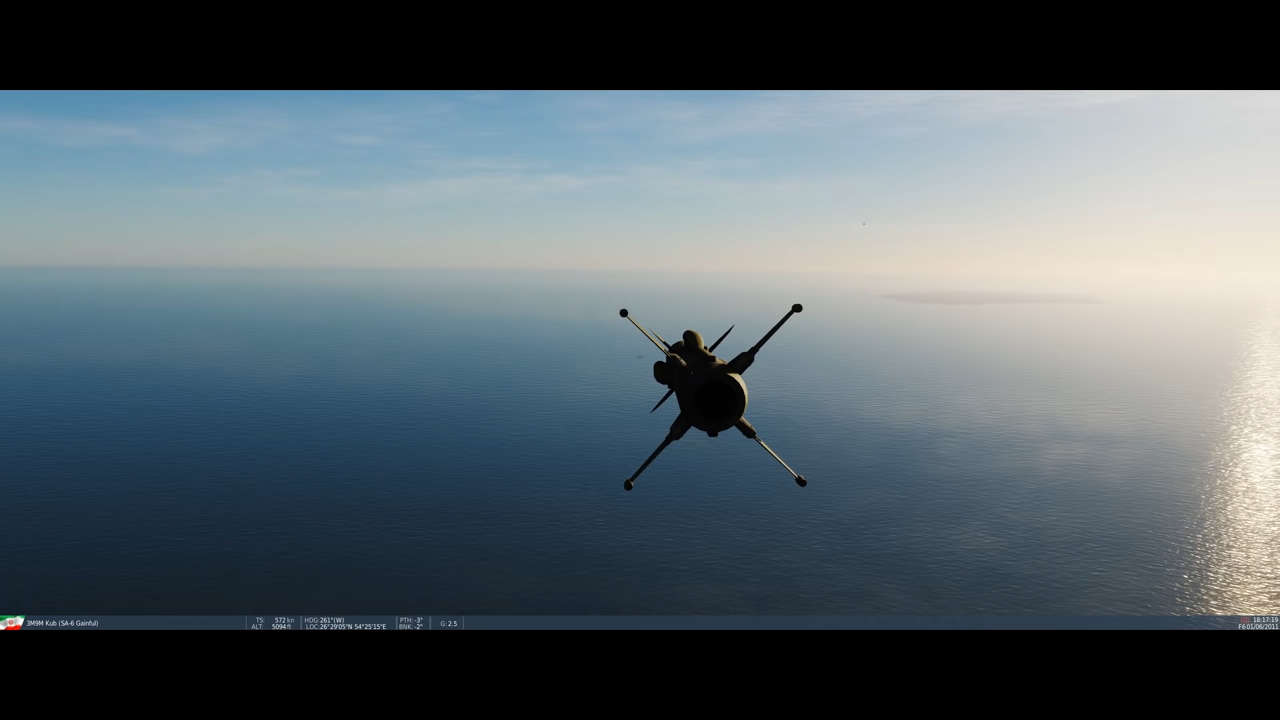 3M9M Kub (SA-6 Gainful)
TS: 572 kn
ALT: 5094 ft
HDG: 261°(W)
LOC: 26°29'05"N 54°25'15"E
PTH: -3°
BNK: -2°
G: 2.5
18:17:19
F6 01/06/2011